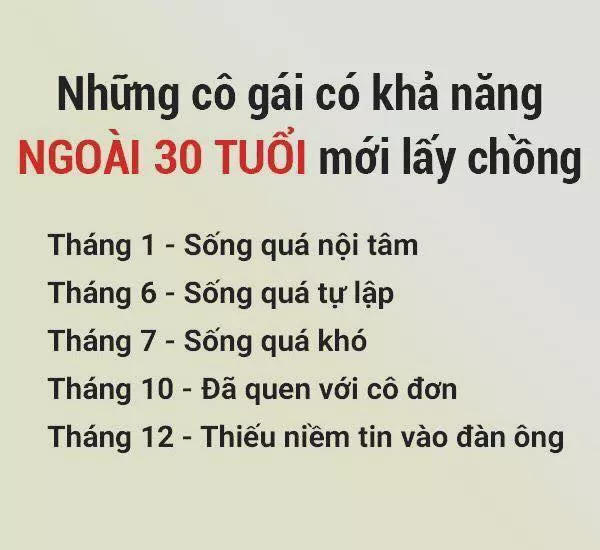 Những cô gái có khả năng
NGOÀI 30 TUỔI mới lấy chồng
Tháng 1 - Sống quá nội tâm
Tháng 6 - Sống quá tự lập
Tháng 7 - Sống quá khó
Tháng 10 - Đã quen với cô đơn
Tháng 12 - Thiếu niềm tin vào đàn ông